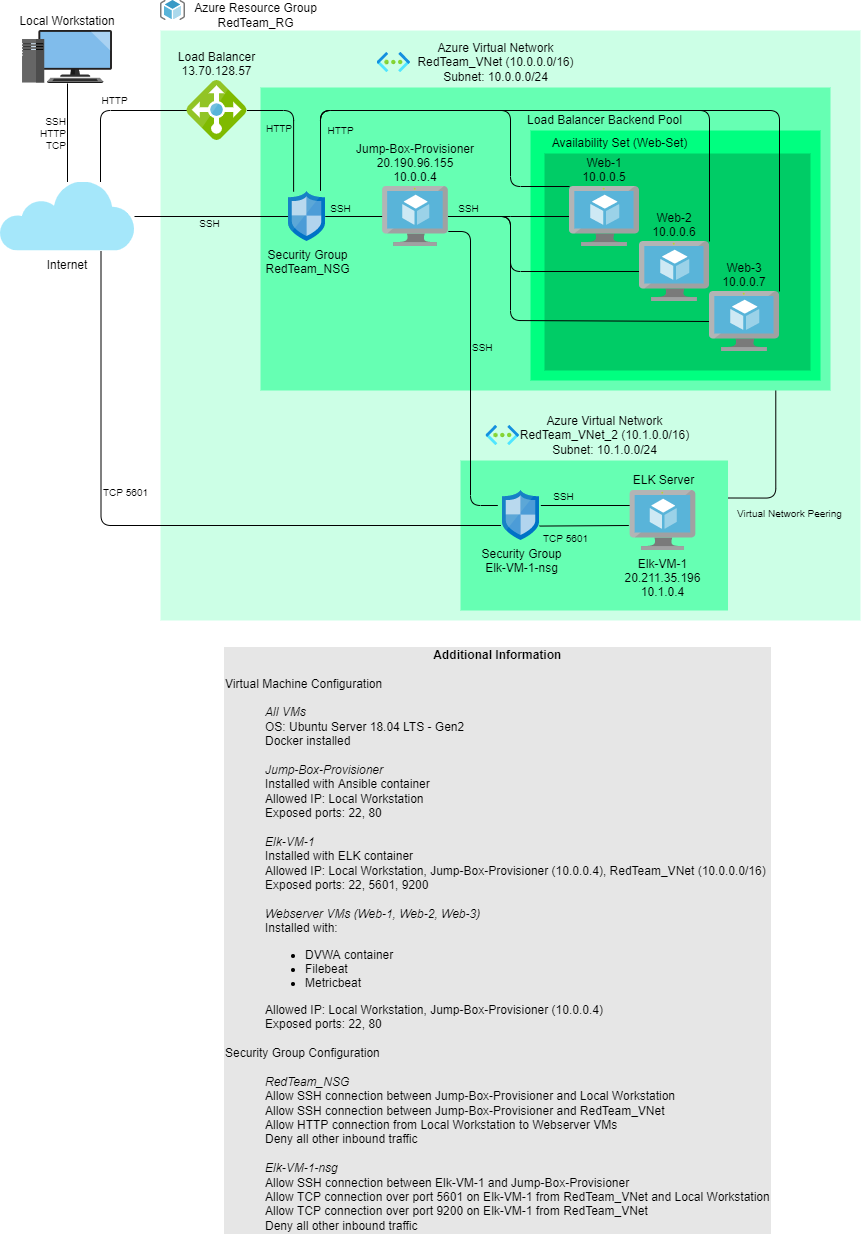 Azure Resource Group
RedTeam_RG
Local Workstation
Load Balancer
13.70.128.57
Azure Virtual Network
RedTeam_VNet (10.0.0.0/16)
Subnet: 10.0.0.0/24
HTTP
SSH
HTTP
TCP
HTTP
HTTP
Load Balancer Backend Pool
Availability Set (Web-Set)
Jump-Box-Provisioner
20.190.96.155
10.0.0.4
Web-1
10.0.0.5
SSH
SSH
SSH
Web-2
10.0.0.6
Internet
Security Group
RedTeam_NSG
Web-3
10.0.0.7
SSH
Azure Virtual Network
RedTeam_VNet_2 (10.1.0.0/16)
Subnet: 10.1.0.0/24
ELK Server
TCP 5601
SSH
Virtual Network Peering
TCP 5601
Security Group
Elk-VM-1-nsg
Elk-VM-1
20.211.35.196
10.1.0.4
Additional Information
Virtual Machine Configuration
All VMs
OS: Ubuntu Server 18.04 LTS - Gen2
Docker installed
Jump-Box-Provisioner
Installed with Ansible container
Allowed IP: Local Workstation
Exposed ports: 22, 80
Elk-VM-1
Installed with ELK container
Allowed IP: Local Workstation, Jump-Box-Provisioner (10.0.0.4), RedTeam_VNet (10.0.0.0/16)
Exposed ports: 22, 5601, 9200
Webserver VMs (Web-1, Web-2, Web-3)
Installed with:
• DVWA container
• Filebeat
• Metricbeat
Allowed IP: Local Workstation, Jump-Box-Provisioner (10.0.0.4)
Exposed ports: 22, 80
Security Group Configuration
RedTeam_NSG
Allow SSH connection between Jump-Box-Provisioner and Local Workstation
Allow SSH connection between Jump-Box-Provisioner and RedTeam_VNet
Allow HTTP connection from Local Workstation to Webserver VMs
Deny all other inbound traffic
Elk-VM-1-nsg
Allow SSH connection between Elk-VM-1 and Jump-Box-Provisioner
Allow TCP connection over port 5601 on Elk-VM-1 from RedTeam_VNet and Local Workstation
Allow TCP connection over port 9200 on Elk-VM-1 from RedTeam_VNet
Deny all other inbound traffic